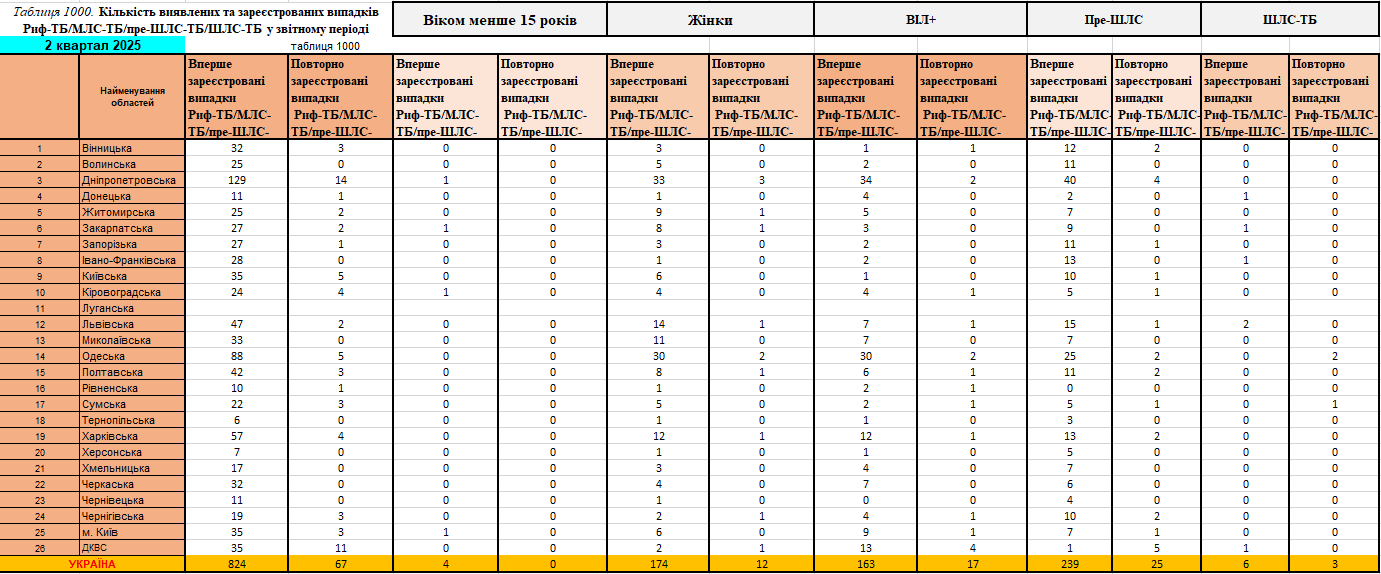 Таблиця 1000. Кількість виявлених та зареєстрованих випадків
Риф-ТБ/МЛС-ТБ/пре-ШЛС-ТБ/ШЛС-ТБ у звітному періоді
Віком менше 15 років Жінки ВІЛ+ Пре-ШЛС ШЛС-ТБ
2 квартал 2025 таблиця 1000
Найменування областей
Вперше зареєстровані випадки Риф-ТБ/МЛС-ТБ/пре-ШЛС-
Повторно зареєстровані випадки Риф-ТБ/МЛС-ТБ/пре-ШЛС-
Вперше зареєстровані випадки Риф-ТБ/МЛС-ТБ/пре-ШЛС-
Повторно зареєстровані випадки Риф-ТБ/МЛС-ТБ/пре-ШЛС-
Вперше зареєстровані випадки Риф-ТБ/МЛС-ТБ/пре-ШЛС-
Повторно зареєстровані випадки Риф-ТБ/МЛС-ТБ/пре-ШЛС-
Вперше зареєстровані випадки Риф-ТБ/МЛС-ТБ/пре-ШЛС-
Повторно зареєстровані випадки Риф-ТБ/МЛС-ТБ/пре-ШЛС-
Вперше зареєстровані випадки Риф-ТБ/МЛС-ТБ/пре-ШЛС-
Повторно зареєстровані випадки Риф-ТБ/МЛС-ТБ/пре-ШЛС-
Вперше зареєстровані випадки Риф-ТБ/МЛС-ТБ/пре-ШЛС-
Повторно зареєстровані випадки Риф-ТБ/МЛС-ТБ/пре-ШЛС-
1 Вінницька 32 3 0 0 3 0 1 1 12 2 0 0
2 Волинська 25 0 0 0 5 0 2 0 11 0 0 0
3 Дніпропетровська 129 14 1 0 33 3 34 2 40 4 0 0
4 Донецька 11 1 0 0 1 0 4 0 2 0 1 0
5 Житомирська 25 2 0 0 9 1 5 0 7 0 0 0
6 Закарпатська 27 2 1 0 8 1 3 0 9 0 1 0
7 Запорізька 27 1 0 0 3 0 2 0 11 1 0 0
8 Івано-Франківська 28 0 0 0 1 0 2 0 13 0 1 0
9 Київська 35 5 0 0 6 0 1 0 10 1 0 0
10 Кіровоградська 24 4 1 0 4 0 4 1 5 1 0 0
11 Луганська
12 Львівська 47 2 0 0 14 1 7 1 15 1 2 0
13 Миколаївська 33 0 0 0 11 0 7 0 7 0 0 0
14 Одеська 88 5 0 0 30 2 30 2 25 2 0 2
15 Полтавська 42 3 0 0 8 1 6 1 11 2 0 0
16 Рівненська 10 1 0 0 1 0 2 1 0 0 0 0
17 Сумська 22 3 0 0 5 0 2 1 5 1 0 1
18 Тернопільська 6 0 0 0 1 0 1 0 3 0 0 0
19 Харківська 57 4 0 0 12 1 12 1 13 2 0 0
20 Херсонська 7 0 0 0 1 0 1 0 5 0 0 0
21 Хмельницька 17 0 0 0 3 0 4 0 7 0 0 0
22 Черкаська 32 0 0 0 4 0 7 0 6 0 0 0
23 Чернівецька 11 0 0 0 1 0 0 0 4 0 0 0
24 Чернігівська 19 3 0 0 2 1 4 1 10 2 0 0
25 м. Київ 35 3 1 0 6 0 9 1 7 1 0 0
26 ДКВС 35 11 0 0 2 1 13 4 1 5 1 0
УКРАЇНА 824 67 4 0 174 12 163 17 239 25 6 3